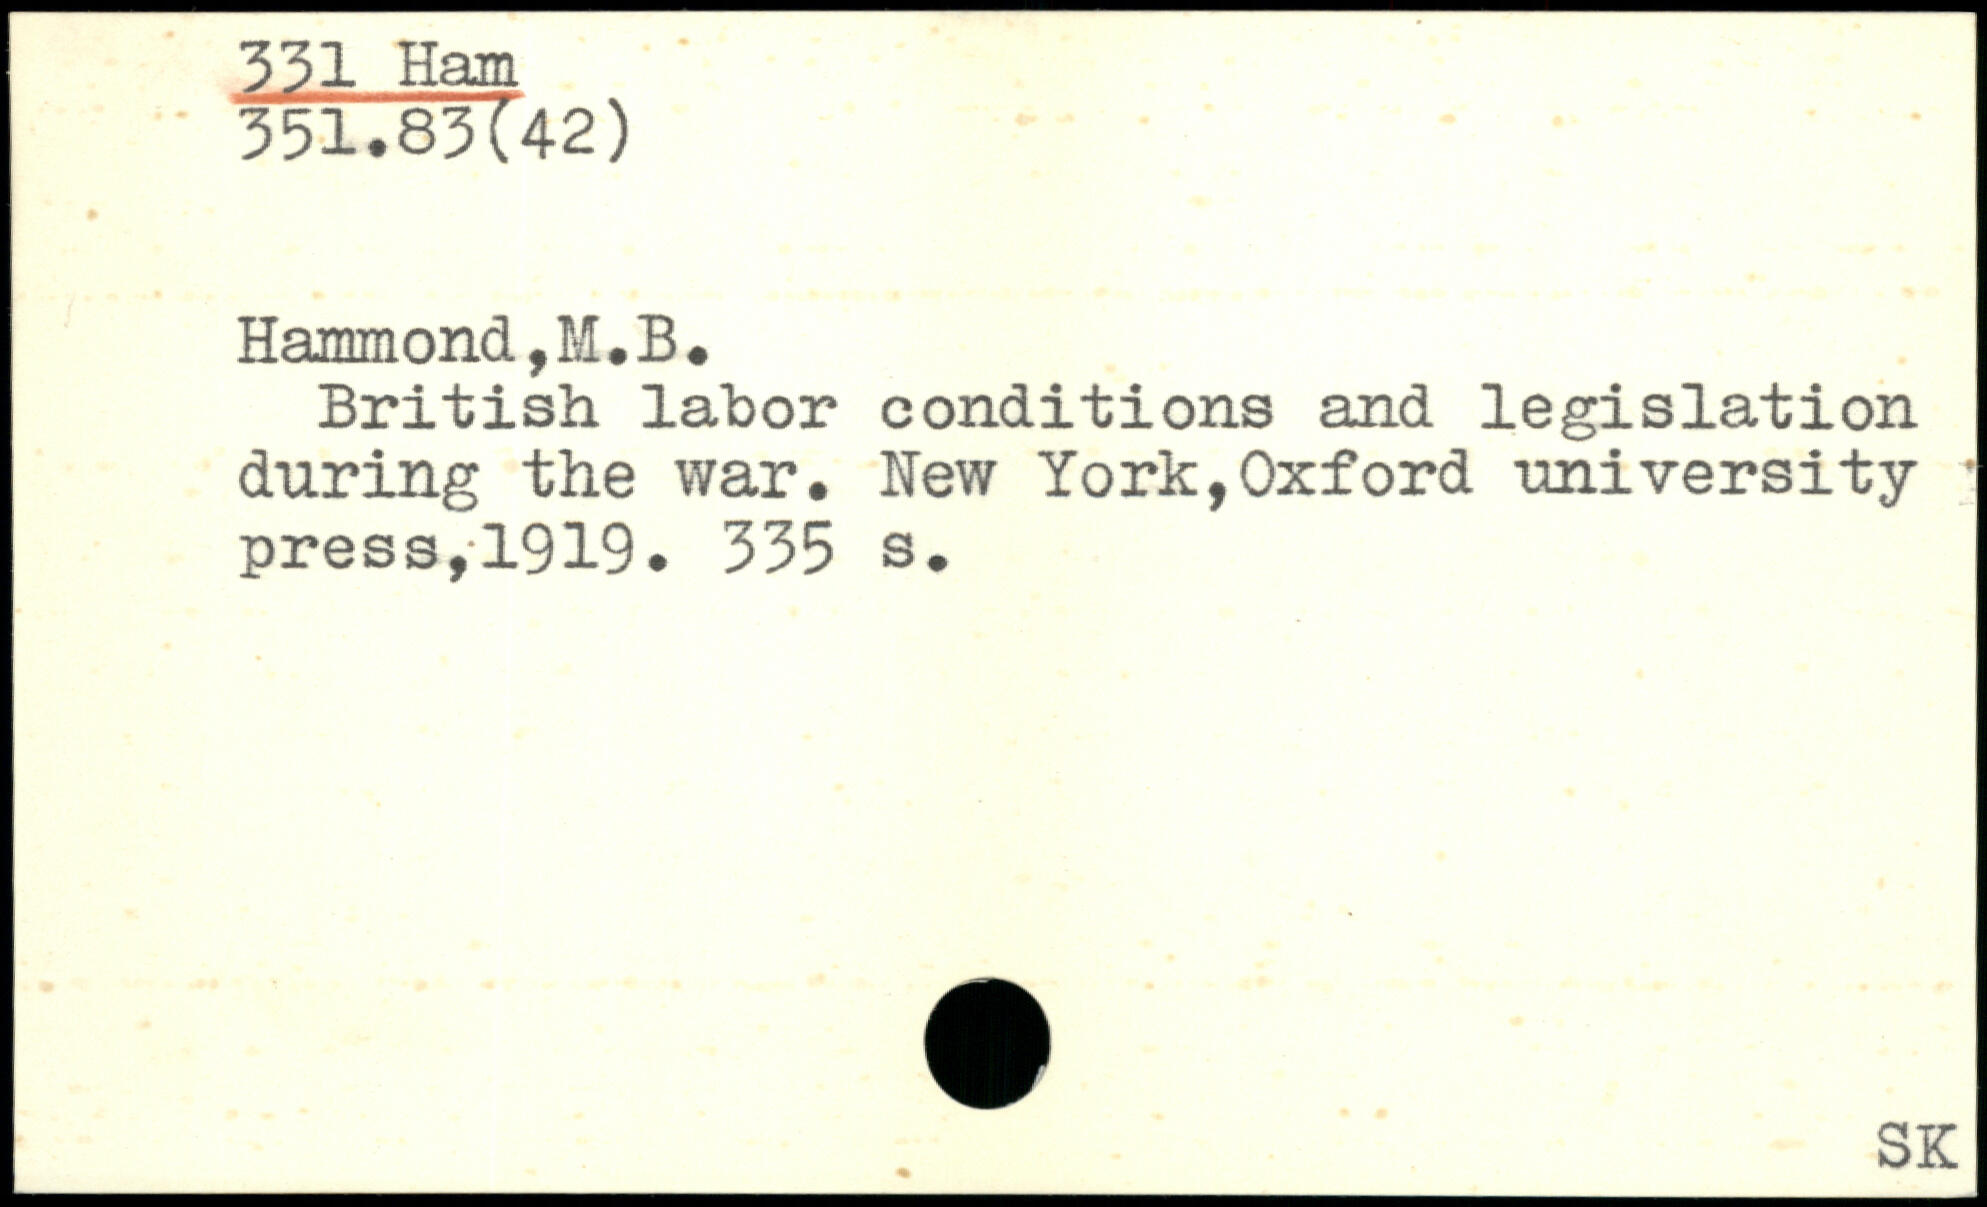 331 Ham
351.83(42)
Hammond,M.B.
British labor conditions and legislation
during the war. New York,Oxford university
press,1919. 335 s.
SK